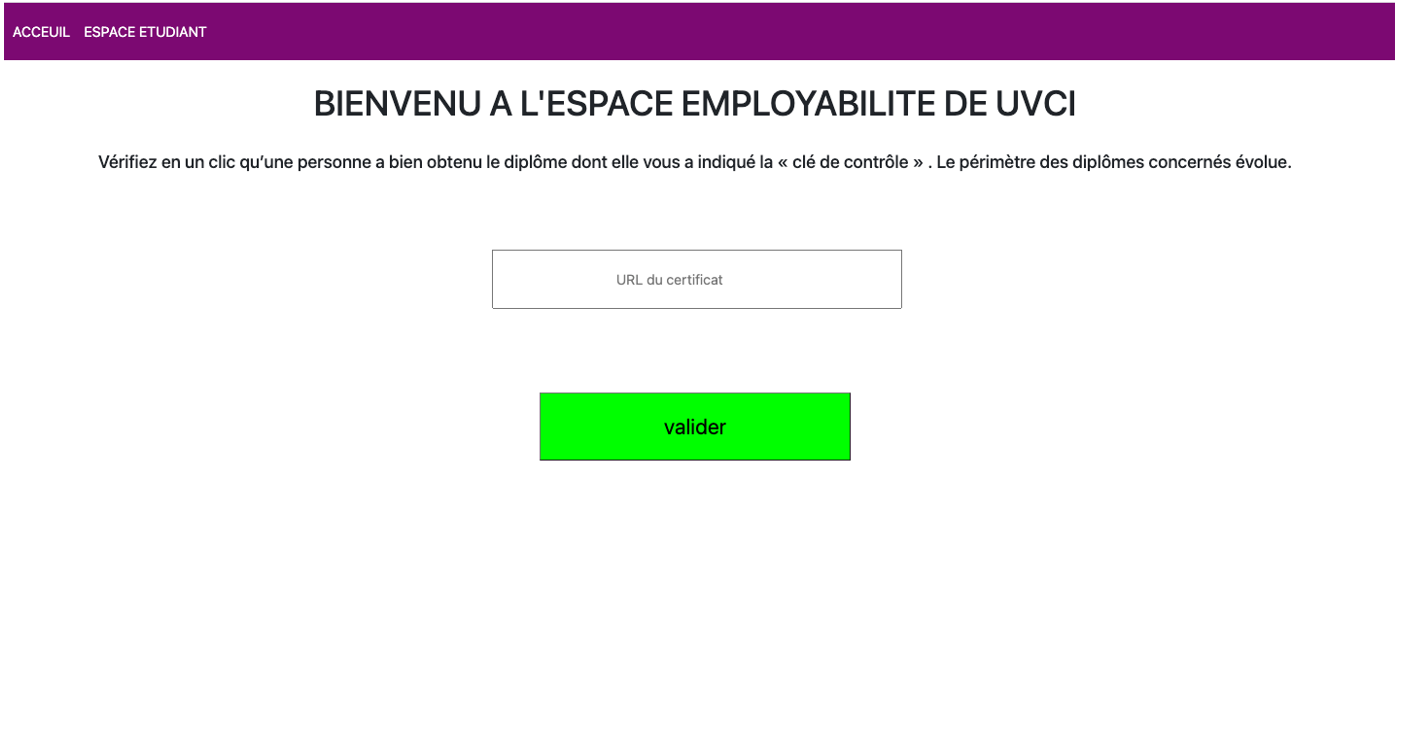 ACCEUIL ESPACE ETUDIANT
BIENVENU A L'ESPACE EMPLOYABILITE DE UVCI
Vérifiez en un clic qu’une personne a bien obtenu le diplôme dont elle vous a indiqué la « clé de contrôle » . Le périmètre des diplômes concernés évolue.
URL du certificat
valider